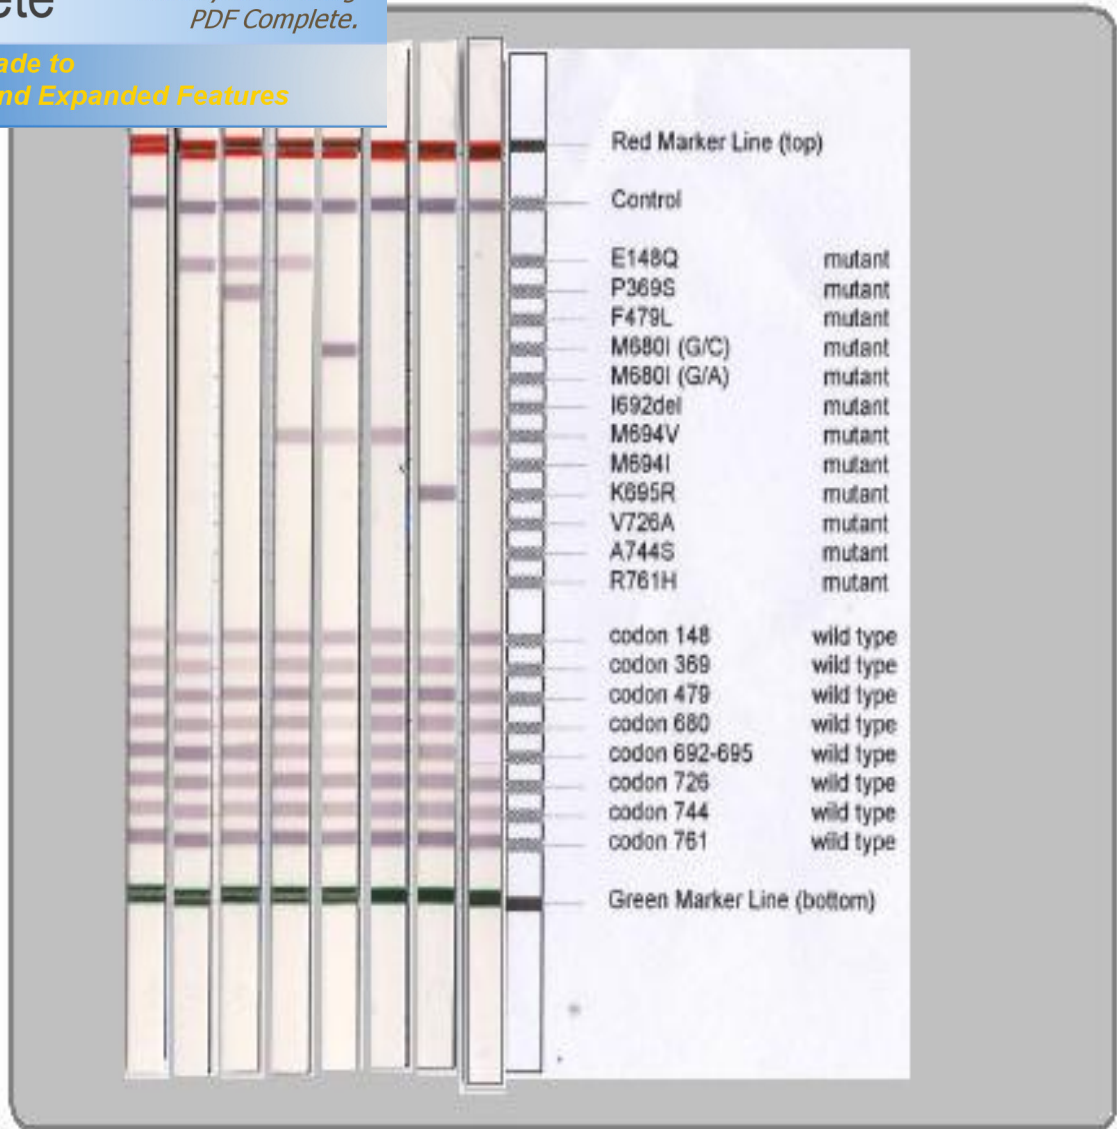 PDF Complete.
Red Marker Line (top)
Control
E148Q mutant
P369S mutant
F479L mutant
M680I (G/C) mutant
M680I (G/A) mutant
I692del mutant
M694V mutant
M694I mutant
K695R mutant
V726A mutant
A744S mutant
R761H mutant
codon 148 wild type
codon 369 wild type
codon 479 wild type
codon 680 wild type
codon 692-695 wild type
codon 726 wild type
codon 744 wild type
codon 761 wild type
Green Marker Line (bottom)
to
Expanded Features